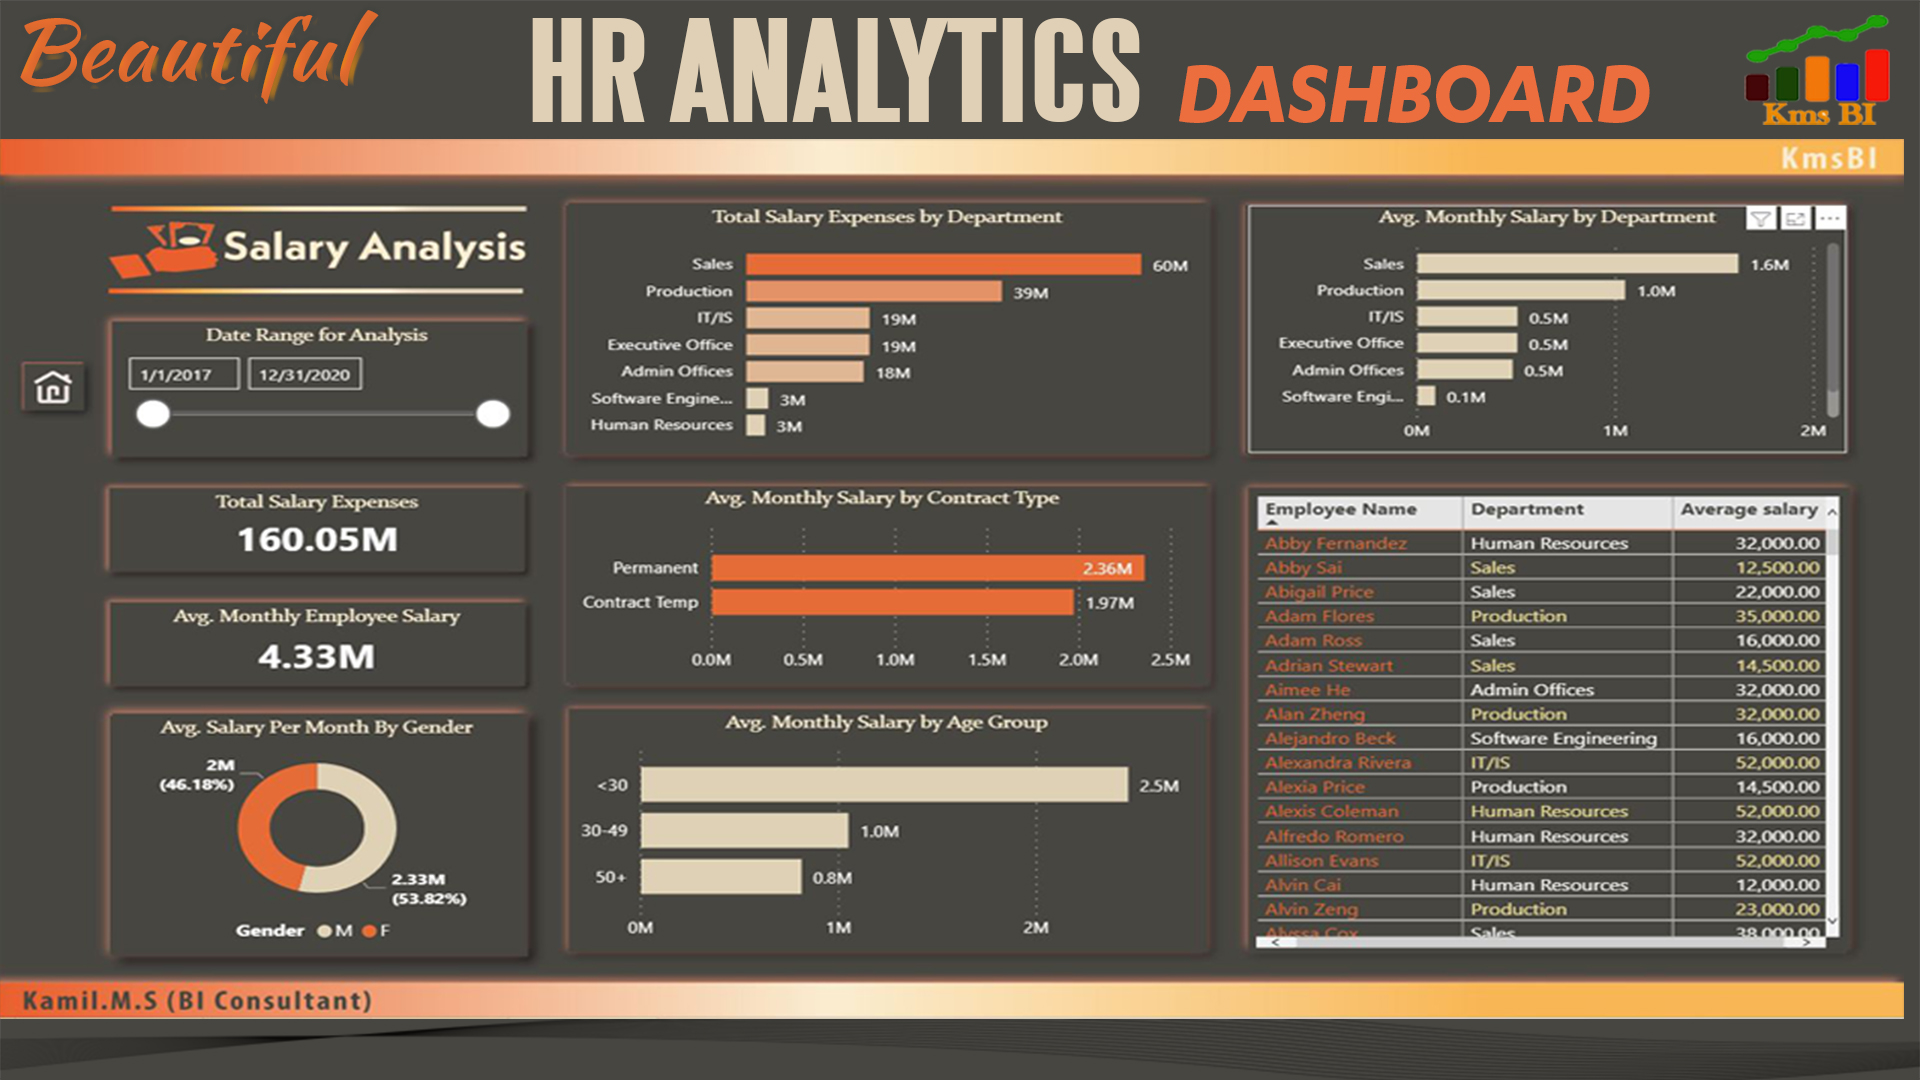 Beautiful
HR ANALYTICS DASHBOARD
Kms BI
KmsBI
Salary Analysis
Date Range for Analysis
1/1/2017
12/31/2020
Total Salary Expenses
160.05M
Avg. Monthly Employee Salary
4.33M
Avg. Salary Per Month By Gender
2M
(46.18%)
2.33M
(53.82%)
Gender M F
Total Salary Expenses by Department
Sales 60M
Production 39M
IT/IS 19M
Executive Office 19M
Admin Offices 18M
Software Engine... 3M
Human Resources 3M
Avg. Monthly Salary by Contract Type
Permanent 2.36M
Contract Temp 1.97M
0.0M 0.5M 1.0M 1.5M 2.0M 2.5M
Avg. Monthly Salary by Age Group
<30 2.5M
30-49 1.0M
50+ 0.8M
0M 1M 2M
Avg. Monthly Salary by Department
Sales 1.6M
Production 1.0M
IT/IS 0.5M
Executive Office 0.5M
Admin Offices 0.5M
Software Engi... 0.1M
0M 1M 2M
Employee Name Department Average salary
Abby Fernandez Human Resources 32,000.00
Abby Sai Sales 12,500.00
Abigail Price Sales 22,000.00
Adam Flores Production 35,000.00
Adam Ross Sales 16,000.00
Adrian Stewart Sales 14,500.00
Aimee He Admin Offices 32,000.00
Alan Zheng Production 32,000.00
Alejandro Beck Software Engineering 16,000.00
Alexandra Rivera IT/IS 52,000.00
Alexia Price Production 14,500.00
Alexis Coleman Human Resources 52,000.00
Alfredo Romero Human Resources 32,000.00
Allison Evans IT/IS 52,000.00
Alvin Cai Human Resources 12,000.00
Alvin Zeng Production 23,000.00
Alyssa Cox Sales 38,000.00
Kamil.M.S (BI Consultant)